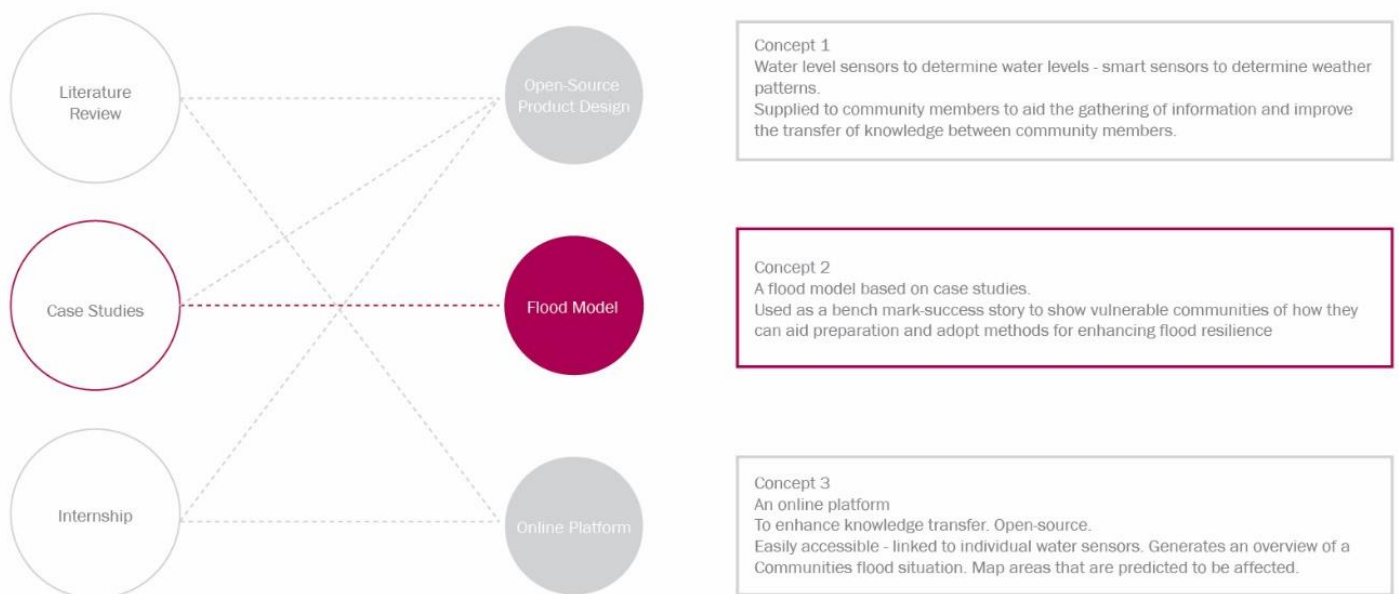 Literature
Review
Open-Source
Product Design
Concept 1
Water level sensors to determine water levels - smart sensors to determine weather
patterns.
Supplied to community members to aid the gathering of information and improve
the transfer of knowledge between community members.
Case Studies
Flood Model
Concept 2
A flood model based on case studies.
Used as a bench mark-success story to show vulnerable communities of how they
can aid preparation and adopt methods for enhancing flood resilience
Internship
Online Platform
Concept 3
An online platform
To enhance knowledge transfer. Open-source.
Easily accessible - linked to individual water sensors. Generates an overview of a
Communities flood situation. Map areas that are predicted to be affected.